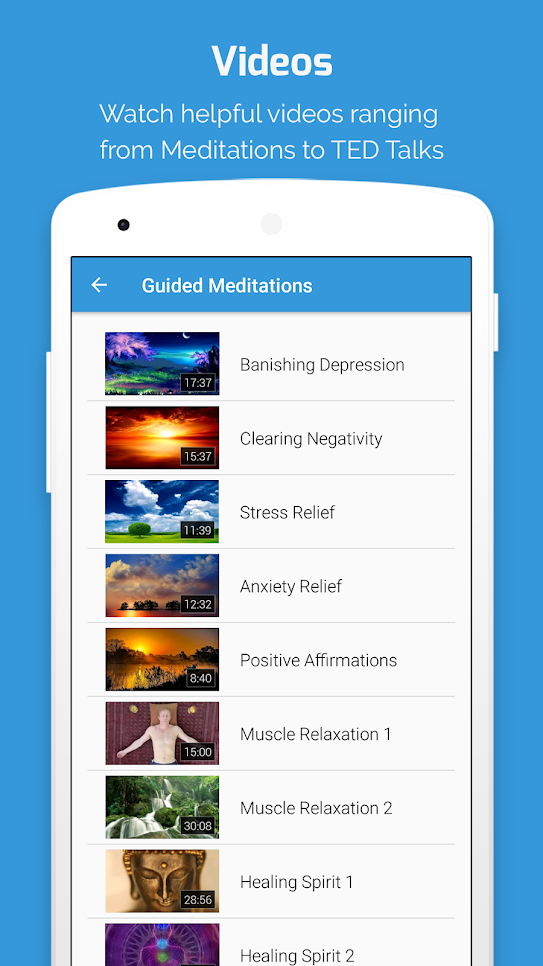 Videos
Watch helpful videos ranging
from Meditations to TED Talks
Guided Meditations
17:37
Banishing Depression
15:37
Clearing Negativity
11:39
Stress Relief
12:32
Anxiety Relief
8:40
Positive Affirmations
15:00
Muscle Relaxation 1
30:08
Muscle Relaxation 2
28:56
Healing Spirit 1
Healing Spirit 2